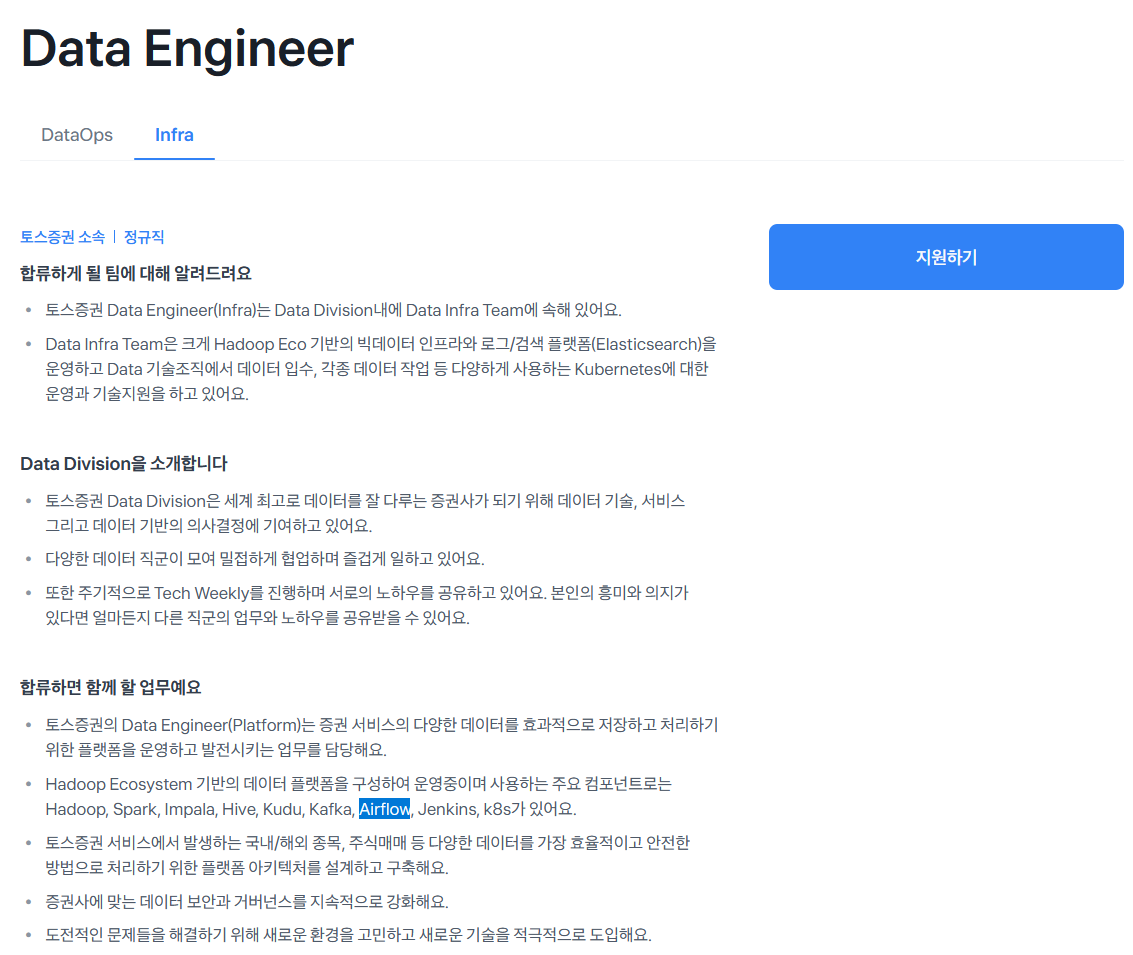 Data Engineer
DataOps
Infra
토스증권 소속 | 정규직
지원하기
합류하게 될 팀에 대해 알려드려요
• 토스증권 Data Engineer(Infra)는 Data Division내에 Data Infra Team에 속해 있어요.
• Data Infra Team은 크게 Hadoop Eco 기반의 빅데이터 인프라와 로그/검색 플랫폼(Elasticsearch)을
운영하고 Data 기술조직에서 데이터 입수, 각종 데이터 작업 등 다양하게 사용하는 Kubernetes에 대한
운영과 기술지원을 하고 있어요.
Data Division을 소개합니다
• 토스증권 Data Division은 세계 최고로 데이터를 잘 다루는 증권사가 되기 위해 데이터 기술, 서비스
그리고 데이터 기반의 의사결정에 기여하고 있어요.
• 다양한 데이터 직군이 모여 밀접하게 협업하며 즐겁게 일하고 있어요.
• 또한 주기적으로 Tech Weekly를 진행하며 서로의 노하우를 공유하고 있어요. 본인의 흥미와 의지가
있다면 얼마든지 다른 직군의 업무와 노하우를 공유받을 수 있어요.
합류하면 함께 할 업무예요
• 토스증권의 Data Engineer(Platform)는 증권 서비스의 다양한 데이터를 효과적으로 저장하고 처리하기
위한 플랫폼을 운영하고 발전시키는 업무를 담당해요.
• Hadoop Ecosystem 기반의 데이터 플랫폼을 구성하여 운영중이며 사용하는 주요 컴포넌트로는
Hadoop, Spark, Impala, Hive, Kudu, Kafka, Airflow, Jenkins, k8s가 있어요.
• 토스증권 서비스에서 발생하는 국내/해외 종목, 주식매매 등 다양한 데이터를 가장 효율적이고 안전한
방법으로 처리하기 위한 플랫폼 아키텍처를 설계하고 구축해요.
• 증권사에 맞는 데이터 보안과 거버넌스를 지속적으로 강화해요.
• 도전적인 문제들을 해결하기 위해 새로운 환경을 고민하고 새로운 기술을 적극적으로 도입해요.